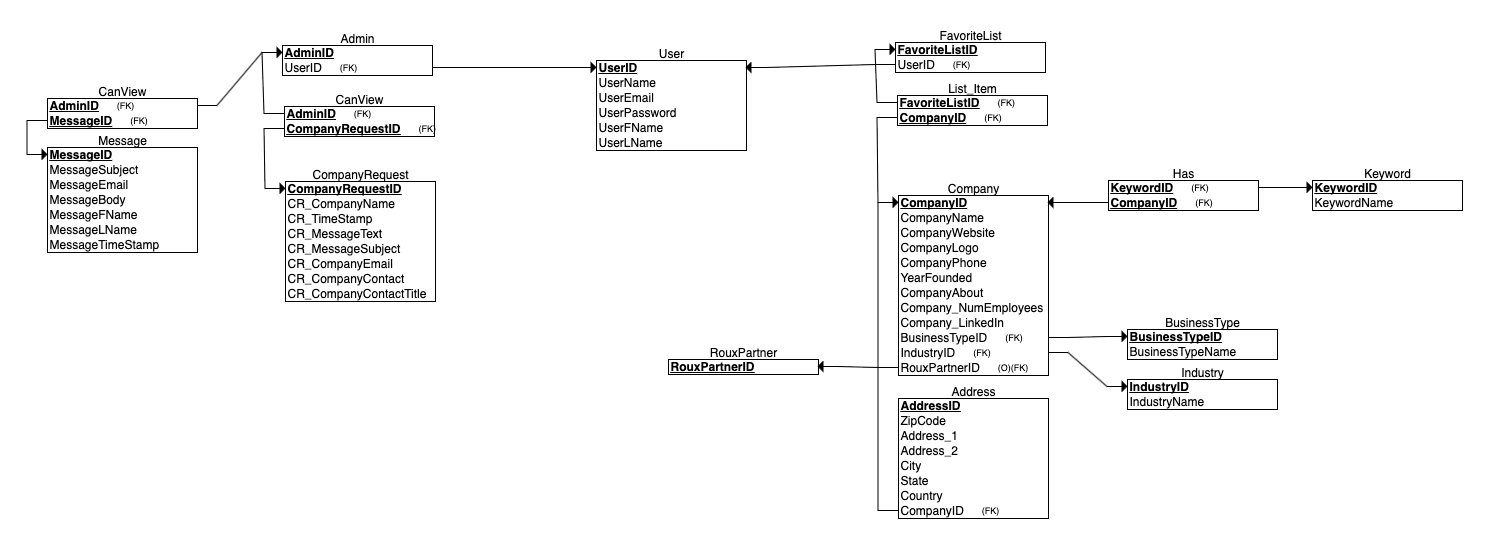 CanView
AdminID (FK)
MessageID (FK)
Message
MessageID
MessageSubject
MessageEmail
MessageBody
MessageFName
MessageLName
MessageTimeStamp
Admin
AdminID
UserID (FK)
CanView
AdminID (FK)
CompanyRequestID (FK)
CompanyRequest
CompanyRequestID
CR_CompanyName
CR_TimeStamp
CR_MessageText
CR_MessageSubject
CR_CompanyEmail
CR_CompanyContact
CR_CompanyContactTitle
User
UserID
UserName
UserEmail
UserPassword
UserFName
UserLName
RouxPartner
RouxPartnerID
FavoriteList
FavoriteListID
UserID (FK)
List_Item
FavoriteListID (FK)
CompanyID (FK)
Company
CompanyID
CompanyName
CompanyWebsite
CompanyLogo
CompanyPhone
YearFounded
CompanyAbout
Company_NumEmployees
Company_LinkedIn
BusinessTypeID (FK)
IndustryID (FK)
RouxPartnerID (O)(FK)
Address
AddressID
ZipCode
Address_1
Address_2
City
State
Country
CompanyID (FK)
Has
KeywordID (FK)
CompanyID (FK)
Keyword
KeywordID
KeywordName
BusinessType
BusinessTypeID
BusinessTypeName
Industry
IndustryID
IndustryName